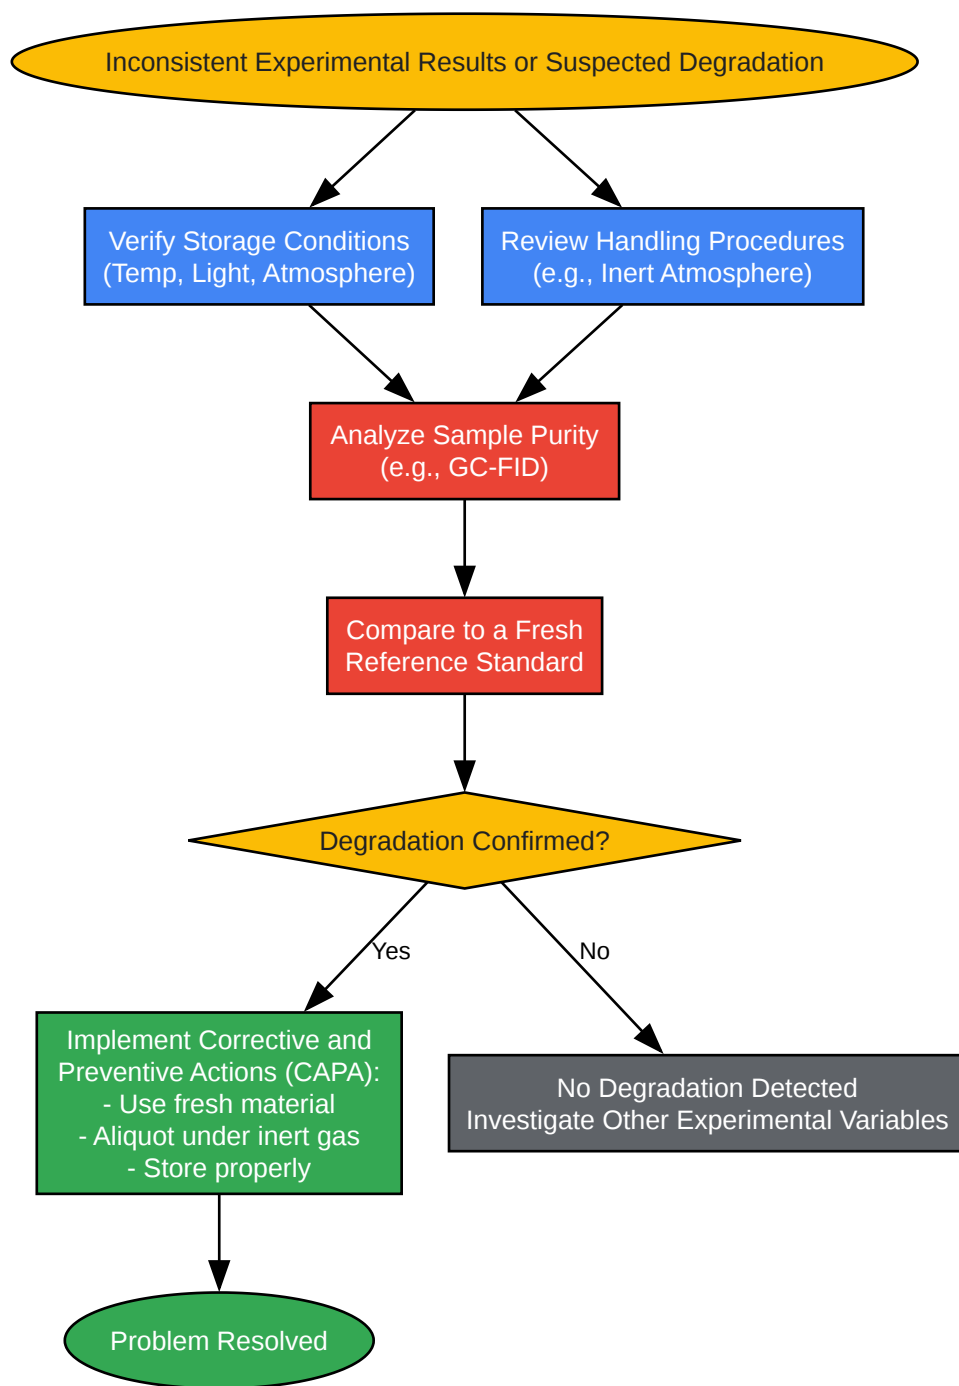 Inconsistent Experimental Results or Suspected Degradation
Verify Storage Conditions
(Temp, Light, Atmosphere)
Review Handling Procedures
(e.g., Inert Atmosphere)
Analyze Sample Purity
(e.g., GC-FID)
Compare to a Fresh
Reference Standard
Degradation Confirmed?
Yes
No
Implement Corrective and
Preventive Actions (CAPA):
- Use fresh material
- Aliquot under inert gas
- Store properly
No Degradation Detected
Investigate Other Experimental Variables
Problem Resolved